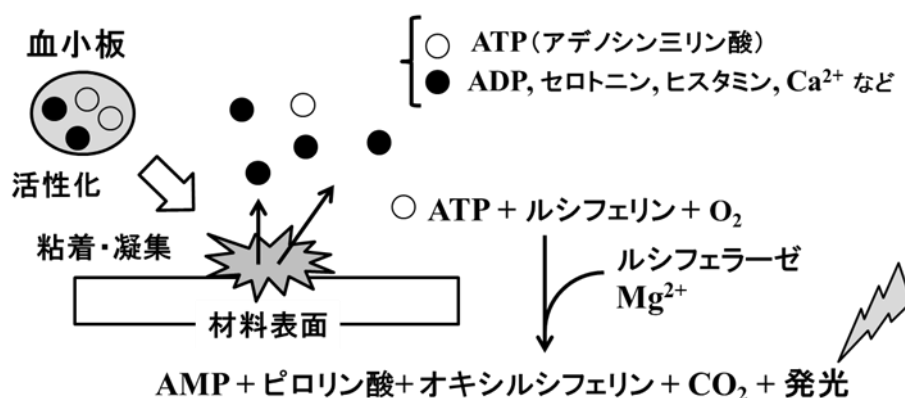 血小板
ATP（アデノシン三リン酸）
ADP, セロトニン, ヒスタミン, Ca²⁺ など
活性化
粘着・凝集
材料表面
ATP + ルシフェリン + O₂
ルシフェラーゼ
Mg²⁺
AMP + ピロリン酸+ オキシルシフェリン + CO₂ + 発光